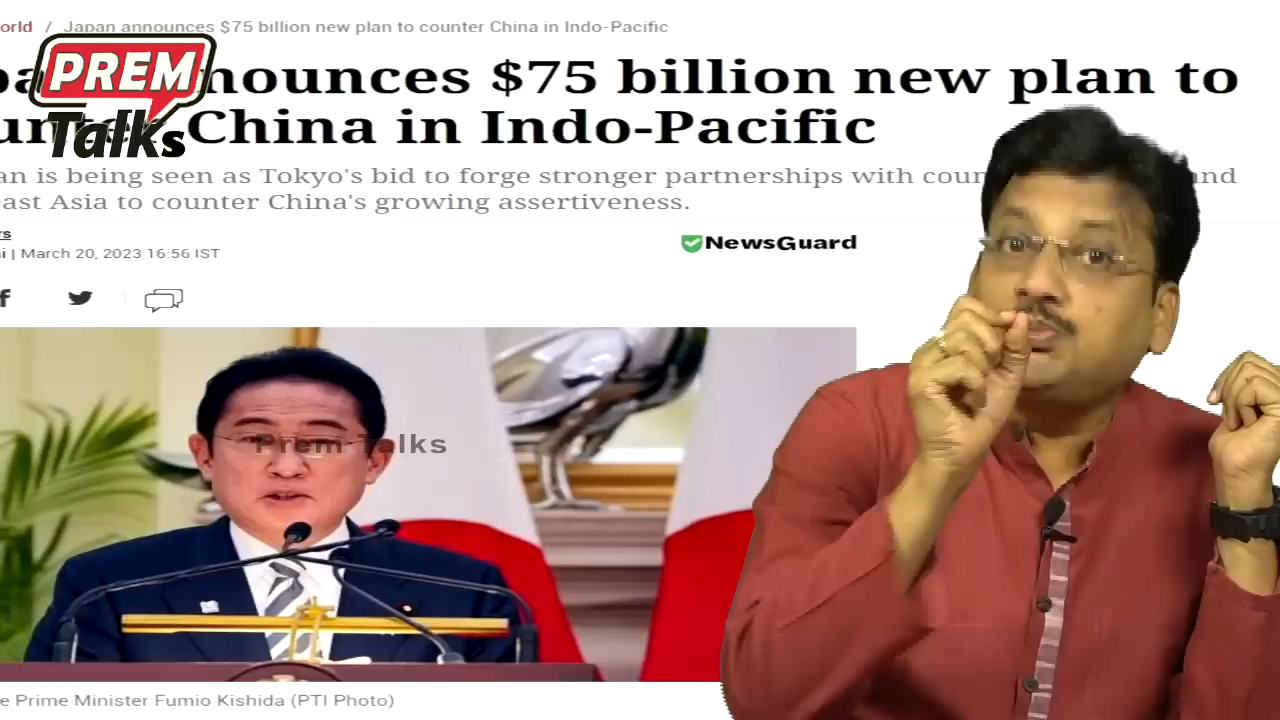 orld / Japan announces $75 billion new plan to counter China in Indo-Pacific
PREM
Talks
nounces $75 billion new plan to
China in Indo-Pacific
an is being seen as Tokyo's bid to forge stronger partnerships with coun nd
east Asia to counter China's growing assertiveness.
rs
i | March 20, 2023 16:56 IST
NewsGuard
f
Prem Talks
e Prime Minister Fumio Kishida (PTI Photo)